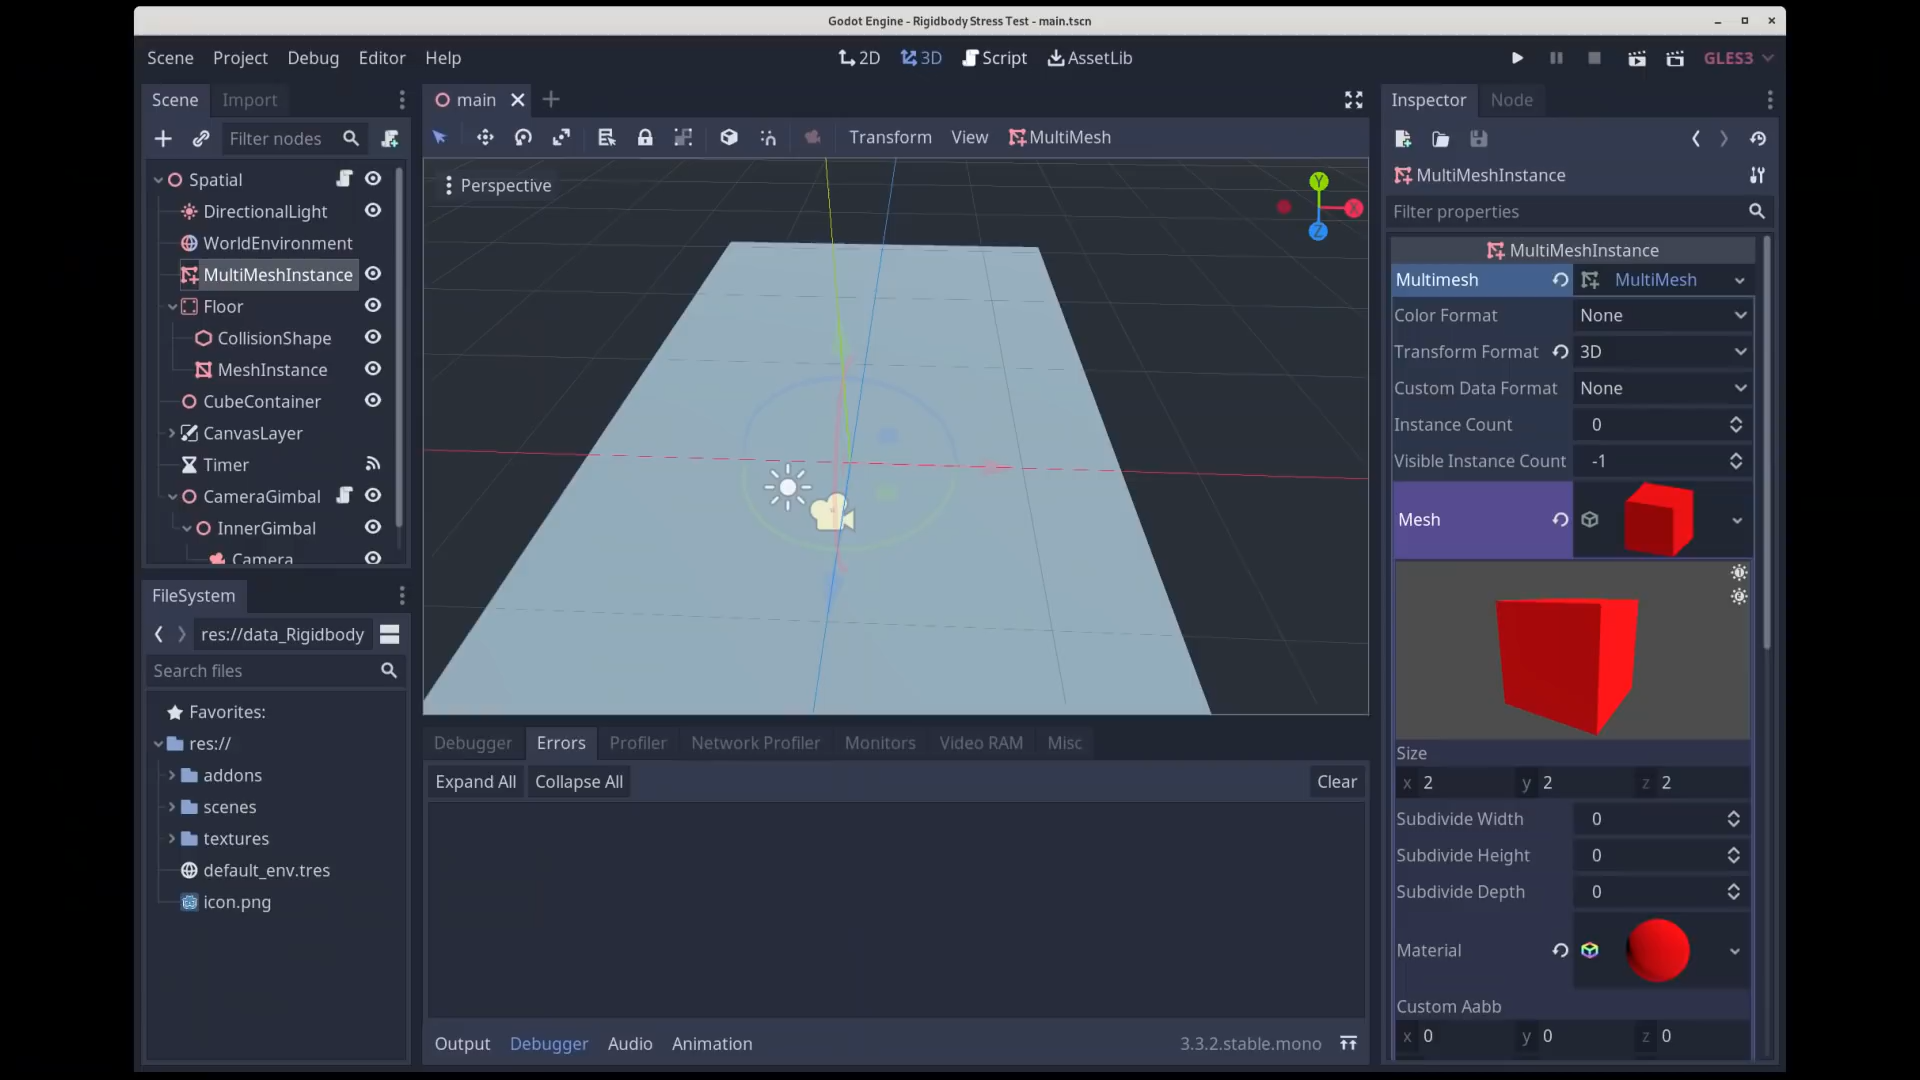 Godot Engine - Rigidbody Stress Test - main.tscn
Scene Project Debug Editor Help
2D 3D Script AssetLib
GLES3
Scene Import
Filter nodes
Spatial
DirectionalLight
WorldEnvironment
MultiMeshInstance
Floor
CollisionShape
MeshInstance
CubeContainer
CanvasLayer
Timer
CameraGimbal
InnerGimbal
Camera
FileSystem
res://data_Rigidbody
Search files
Favorites:
res://
addons
scenes
textures
default_env.tres
icon.png
main
Transform View MultiMesh
Perspective
Y
X
Z
Debugger Errors Profiler Network Profiler Monitors Video RAM Misc
Expand All Collapse All Clear
Output Debugger Audio Animation 3.3.2.stable.mono
Inspector Node
MultiMeshInstance
Filter properties
MultiMeshInstance
Multimesh MultiMesh
Color Format None
Transform Format 3D
Custom Data Format None
Instance Count 0
Visible Instance Count -1
Mesh
Size
x 2 y 2 z 2
Subdivide Width 0
Subdivide Height 0
Subdivide Depth 0
Material
Custom Aabb
x 0 y 0 z 0